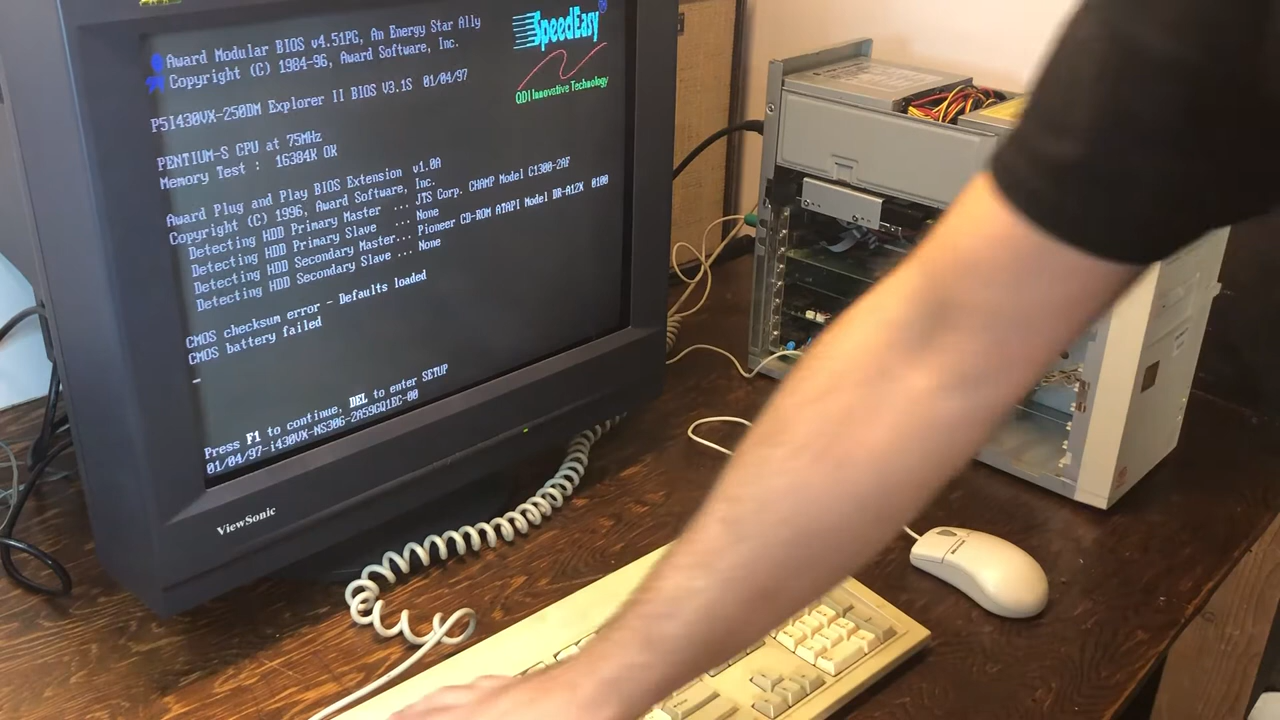 Award Modular BIOS v4.51PG, An Energy Star Ally
Copyright (C) 1984-96, Award Software, Inc.
SpeedEasy
QDI Innovative Technology
P5I430VX-250DM Explorer II BIOS V3.1S 01/04/97
PENTIUM-S CPU at 75MHz
Memory Test : 16384K OK
Award Plug and Play BIOS Extension v1.0A
Copyright (C) 1996, Award Software, Inc.
Detecting HDD Primary Master ... JTS Corp. CHAMP Model C1300-2AF
Detecting HDD Primary Slave ... None
Detecting HDD Secondary Master... Pioneer CD-ROM ATAPI Model DR-A12X 0100
Detecting HDD Secondary Slave ... None
CMOS checksum error - Defaults loaded
CMOS battery failed
Press F1 to continue, DEL to enter SETUP
01/04/97-i430VX-NS306-2A59GQ1EC-00
ViewSonic